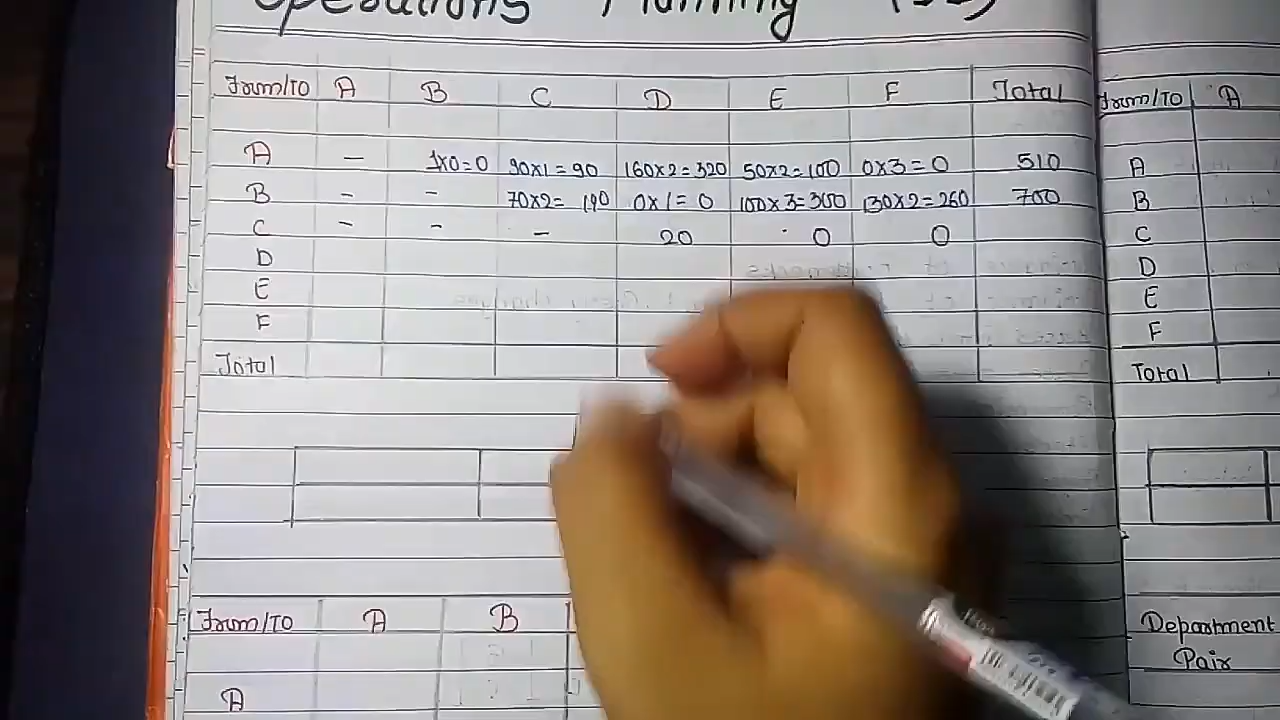 Operations Planning
From/To A B C D E F Total
A — 1x0=0 90x1=90 160x2=320 50x2=100 0x3=0 510
B - - 70x2=140 0x1=0 100x3=300 130x2=260 700
C - - - 20 0 0
D
E
F
Total
From/To A B
A
From/To A
A
B
C
D
E
F
Total
Department
Pair